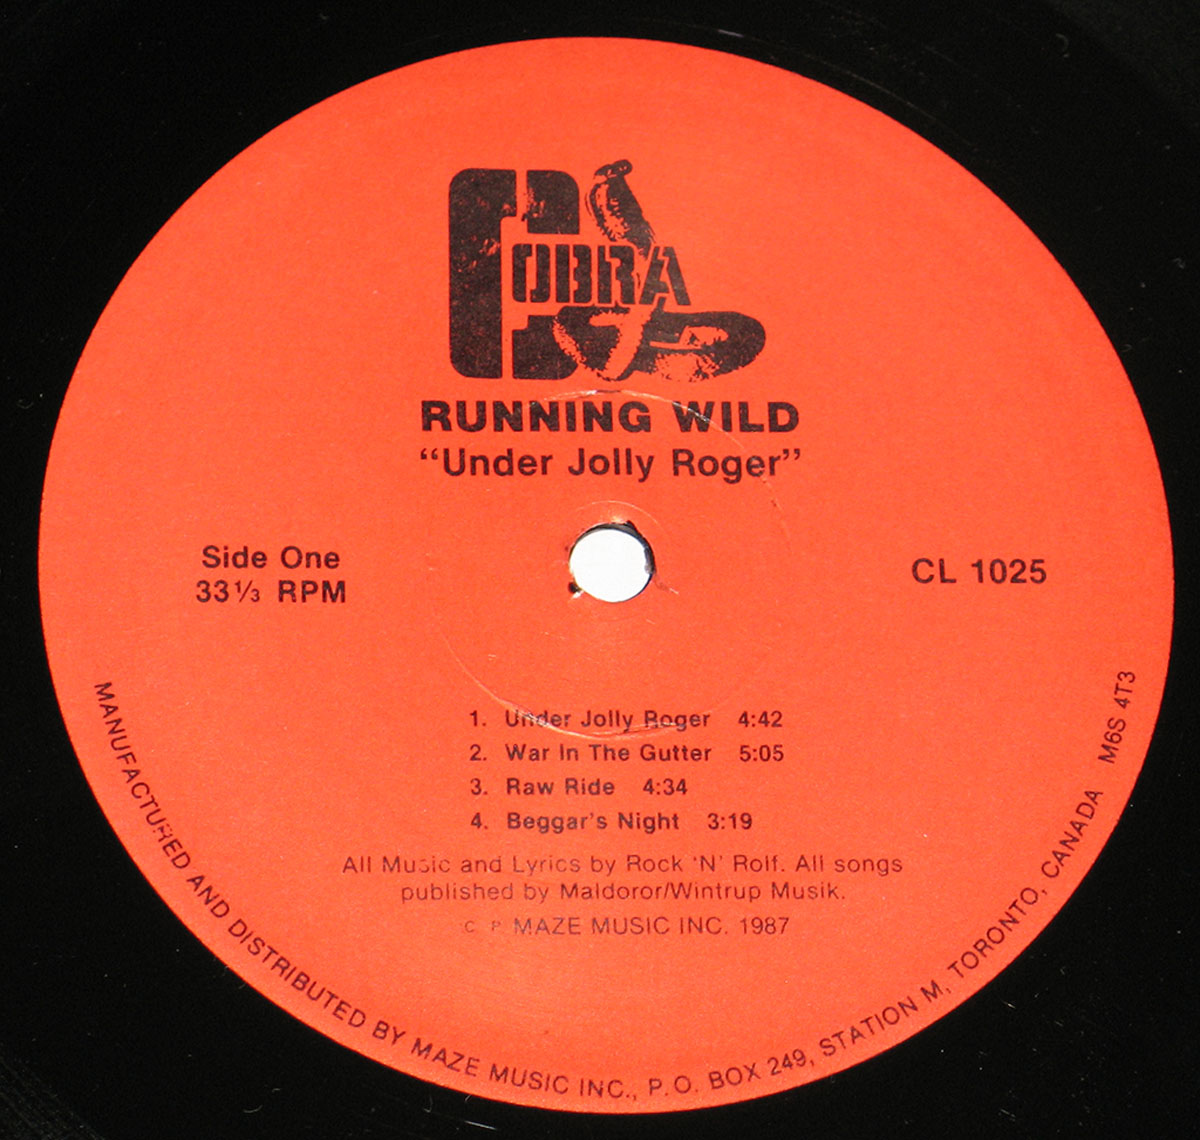 COBRA
RUNNING WILD
“Under Jolly Roger”
Side One
33 1/3 RPM
CL 1025
1. Under Jolly Roger 4:42
2. War In The Gutter 5:05
3. Raw Ride 4:34
4. Beggar's Night 3:19
All Music and Lyrics by Rock 'N' Rolf. All songs
published by Maldoror/Wintrup Musik.
C P MAZE MUSIC INC. 1987
MANUFACTURED AND DISTRIBUTED BY MAZE MUSIC INC., P.O. BOX 249, STATION M, TORONTO, CANADA M6S 4T3